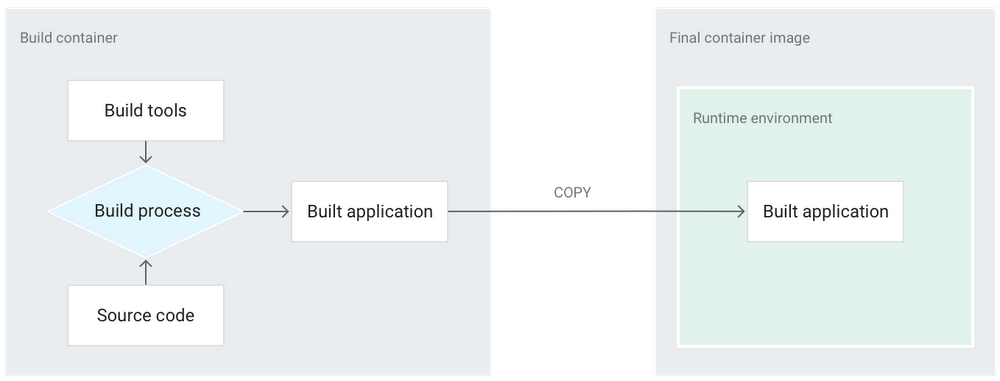 Build container
Build tools
Build process
Source code
Built application
COPY
Final container image
Runtime environment
Built application